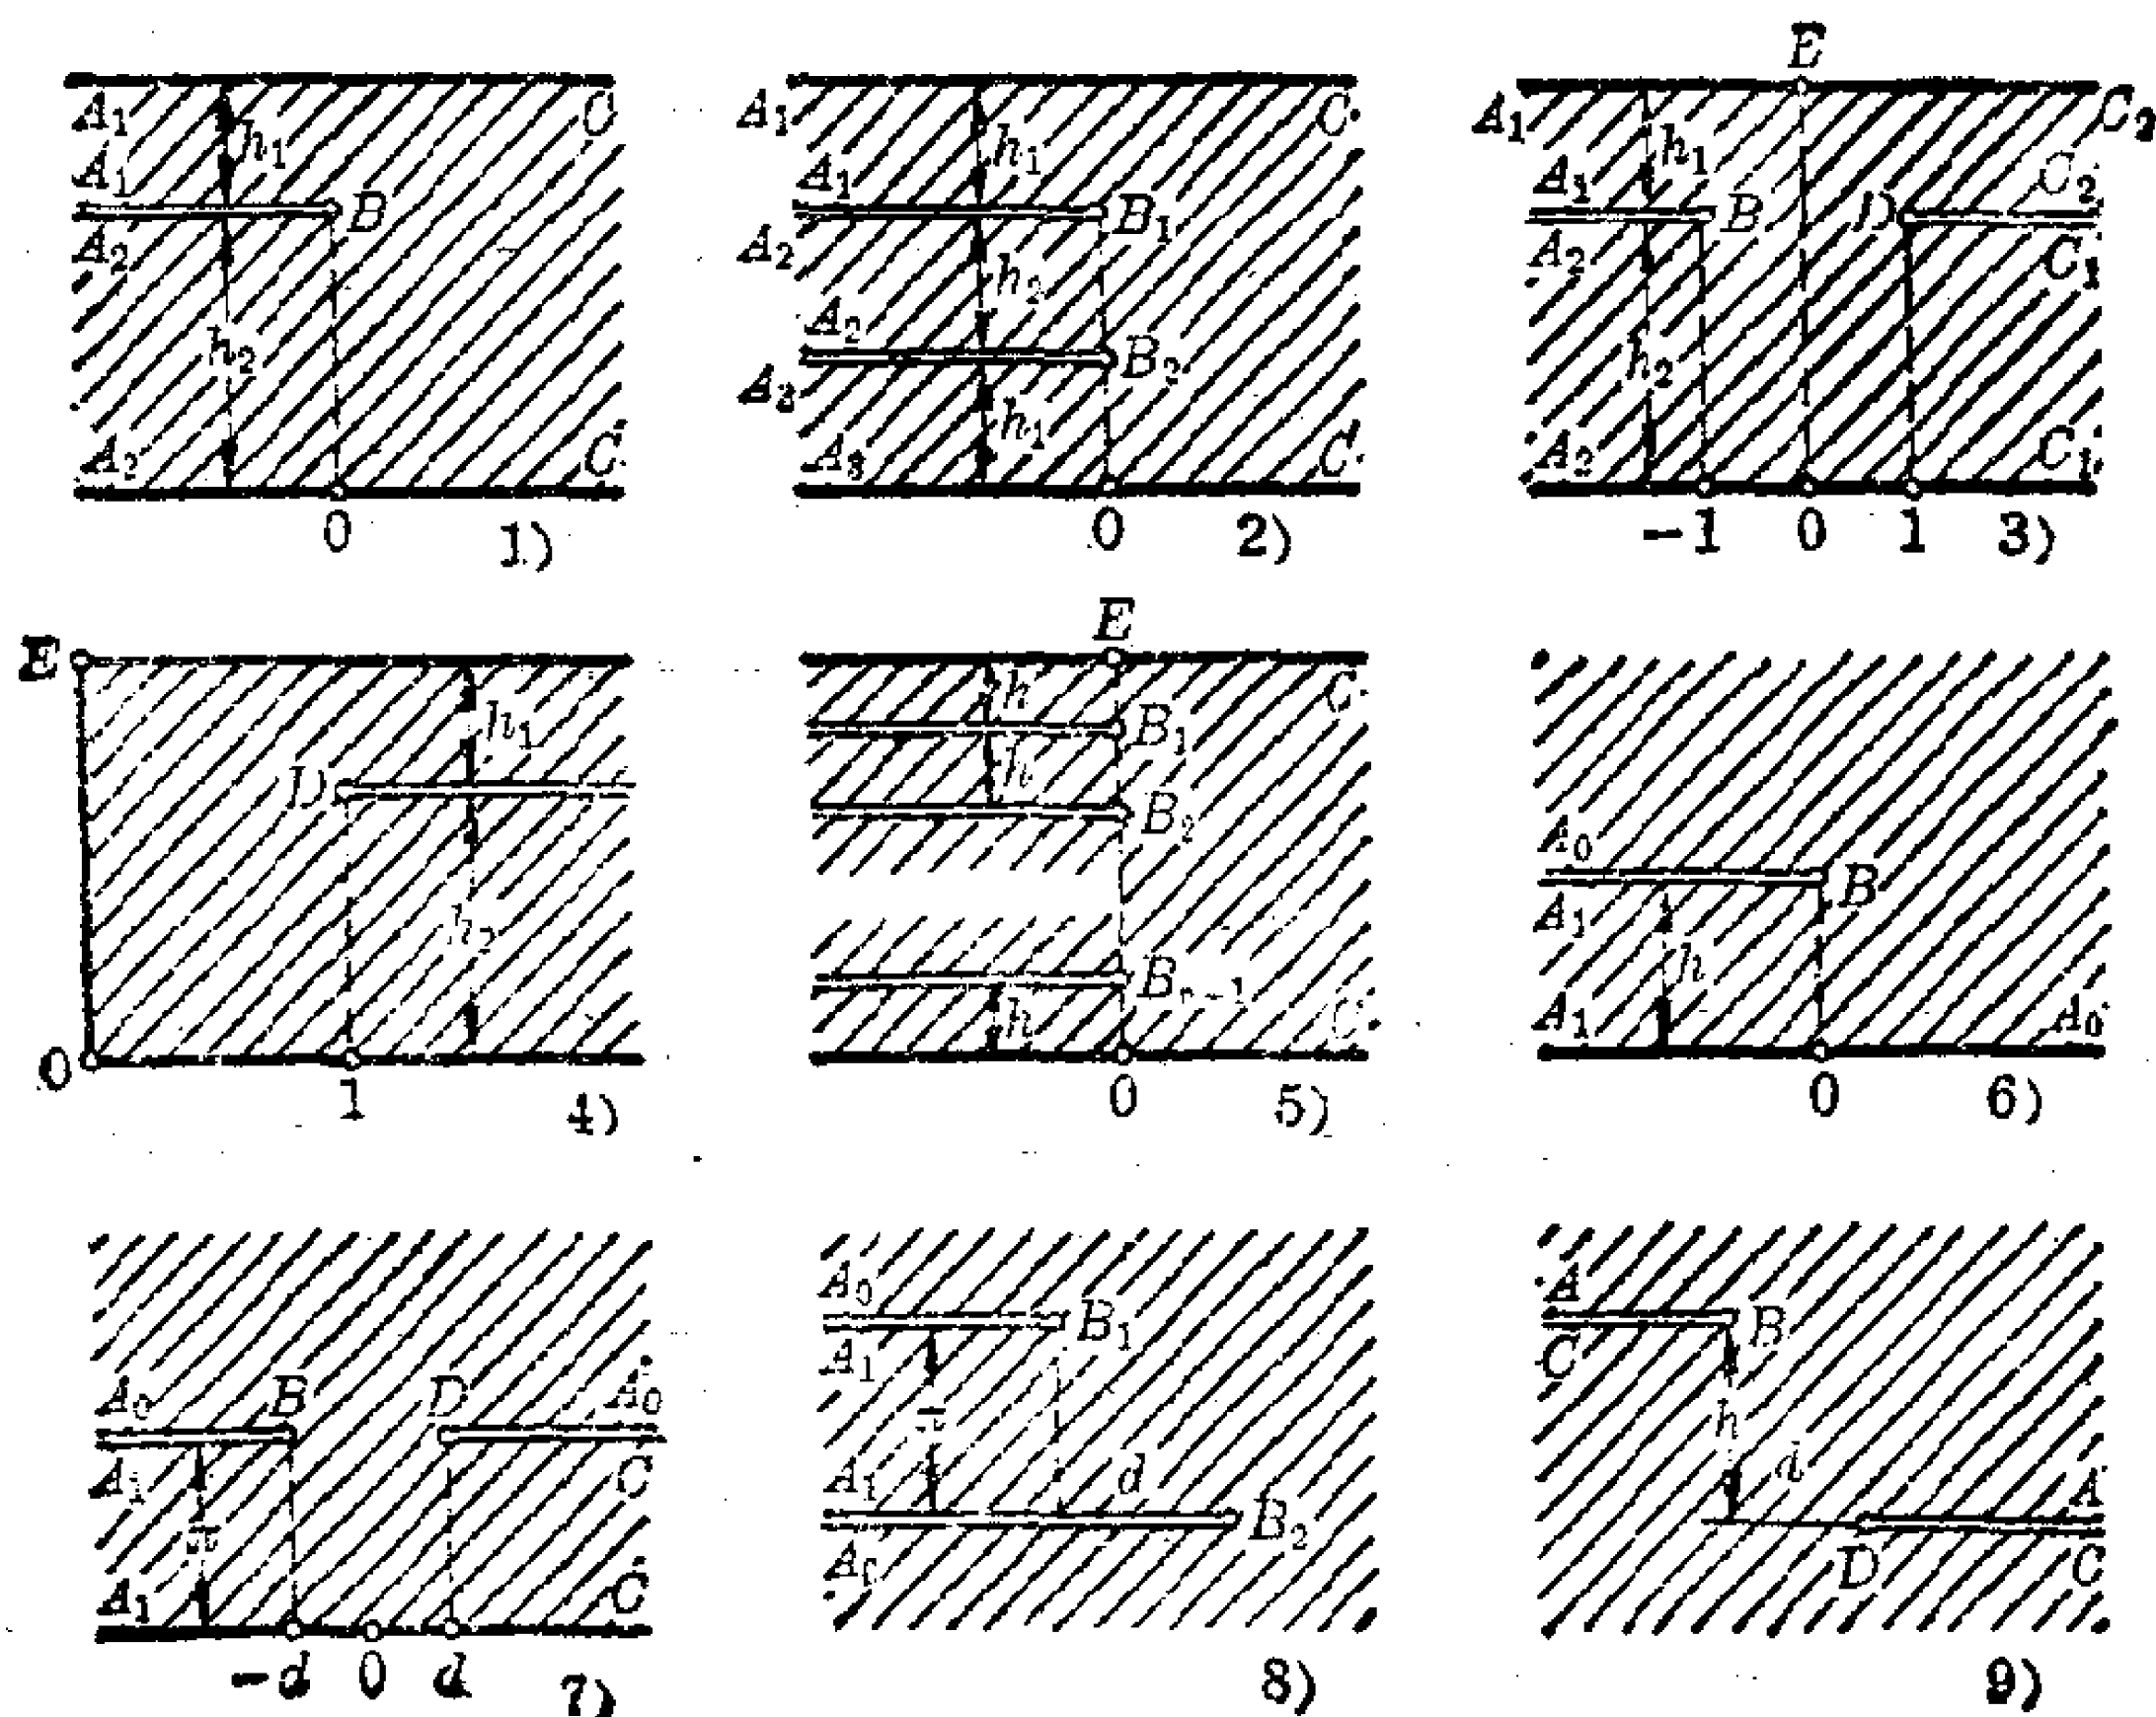 E
A₁ C A₁ C A₁ C₂
h₁ h₁ h₁
A₁ A₁ A₁ C₂
B B₁ B D
A₂ A₂ A₂ C₁
h₂ h₂
A₂
B₂ h₂
A₃ h₁
A₂ C A₃ C A₂ C₁
0 1) 0 2) -1 0 1 3)
E E
h C
h₁ B₁
D h
B₂ A₀
B
A₁
h₂ h
Bₙ₋₁
h C A₁ A₀
0 1 4) 0 5) 0 6)
A₀ A
B₁ B
A₁ C
A₀ B D A₀ h
A₁ C A₁ d d A
π B₂
A₀ D C
A₁ C
-d 0 d 7) 8) 9)